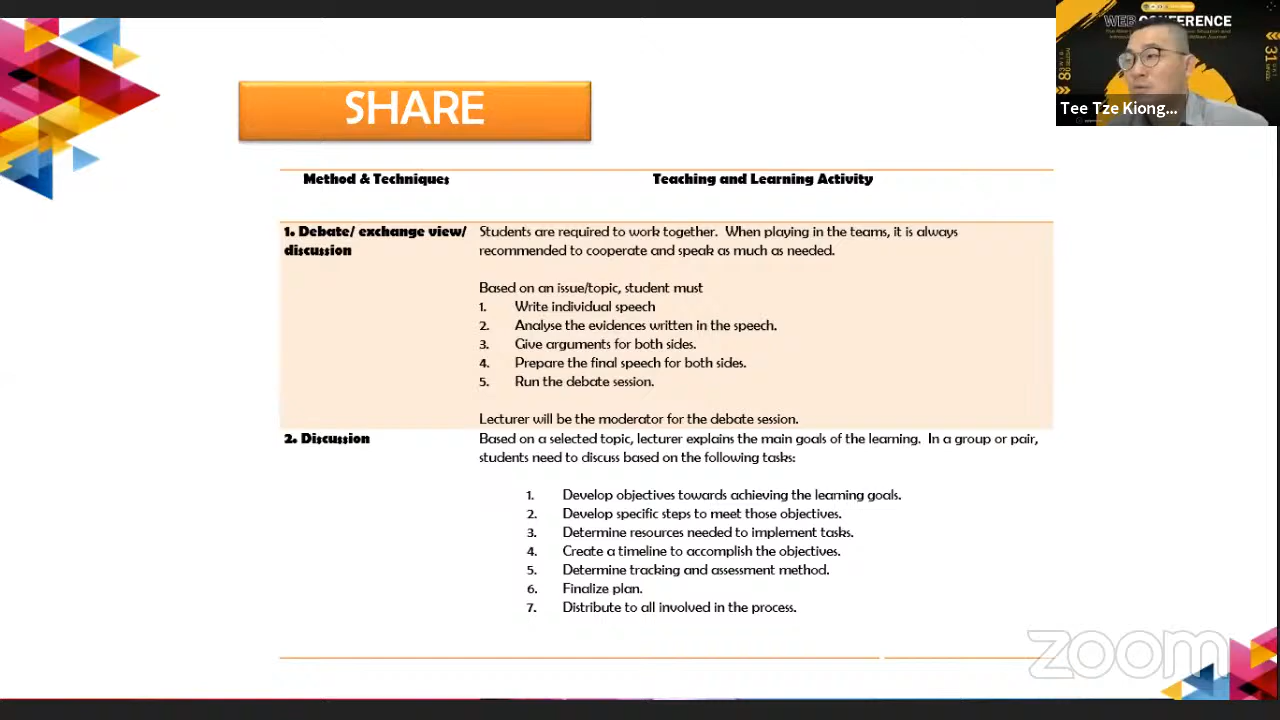 WEB CONFERENCE
Tee Tze Kiong...
SHARE
Method & Techniques
Teaching and Learning Activity
1. Debate/ exchange view/
discussion
Students are required to work together. When playing in the teams, it is always
recommended to cooperate and speak as much as needed.
Based on an issue/topic, student must
1. Write individual speech
2. Analyse the evidences written in the speech.
3. Give arguments for both sides.
4. Prepare the final speech for both sides.
5. Run the debate session.
Lecturer will be the moderator for the debate session.
2. Discussion
Based on a selected topic, lecturer explains the main goals of the learning. In a group or pair,
students need to discuss based on the following tasks:
1. Develop objectives towards achieving the learning goals.
2. Develop specific steps to meet those objectives.
3. Determine resources needed to implement tasks.
4. Create a timeline to accomplish the objectives.
5. Determine tracking and assessment method.
6. Finalize plan.
7. Distribute to all involved in the process.
zoom